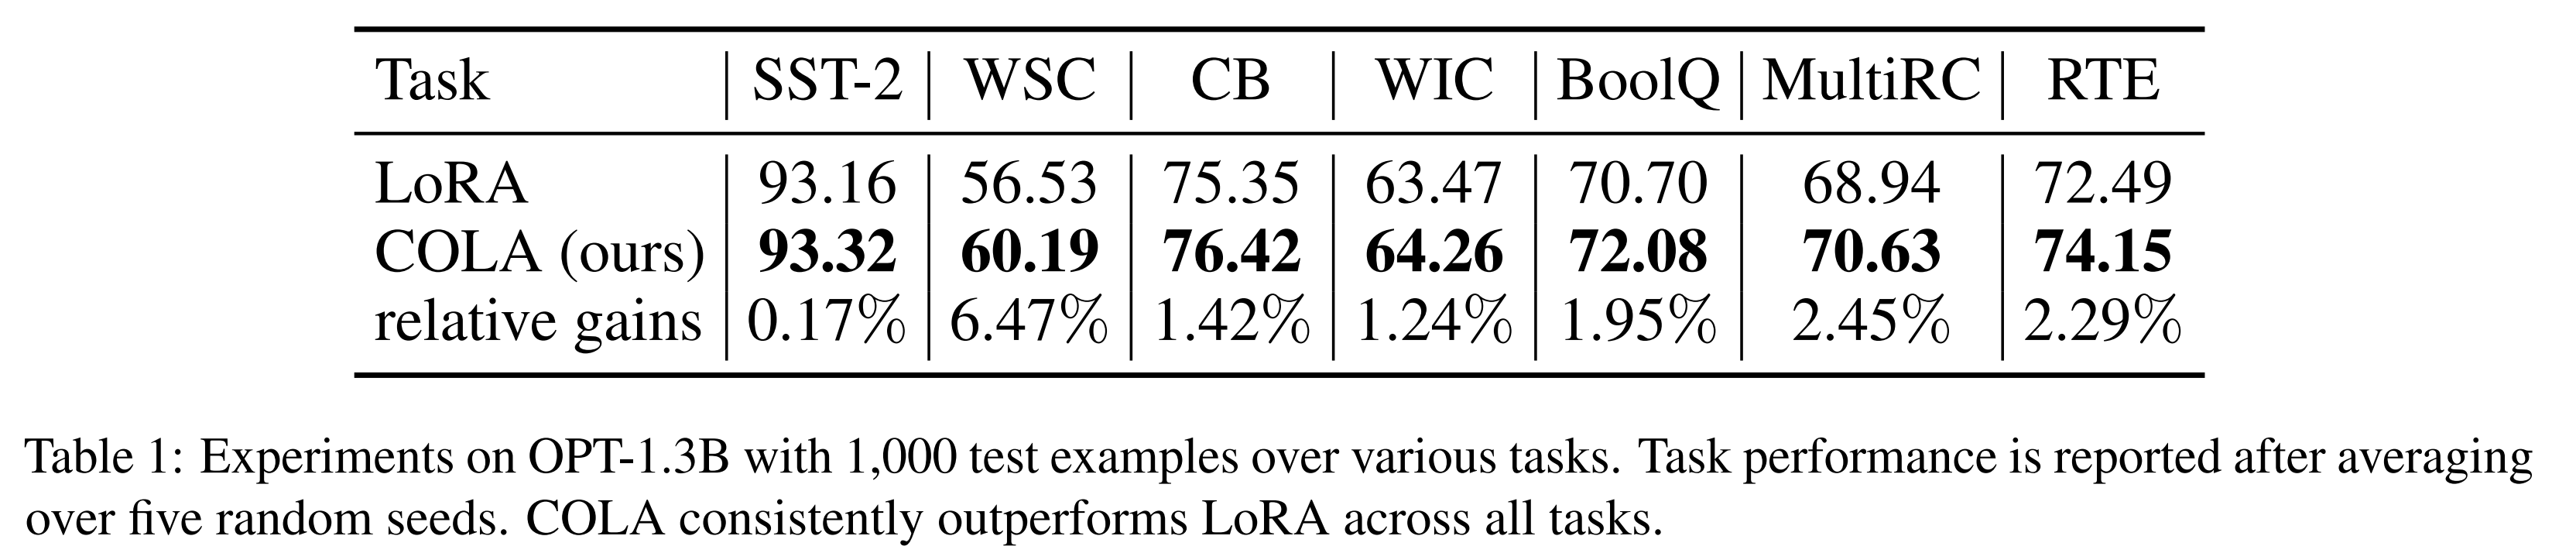 Task SST-2 WSC CB WIC BoolQ MultiRC RTE
LoRA 93.16 56.53 75.35 63.47 70.70 68.94 72.49
COLA (ours) 93.32 60.19 76.42 64.26 72.08 70.63 74.15
relative gains 0.17% 6.47% 1.42% 1.24% 1.95% 2.45% 2.29%
Table 1: Experiments on OPT-1.3B with 1,000 test examples over various tasks. Task performance is reported after averaging
over five random seeds. COLA consistently outperforms LoRA across all tasks.